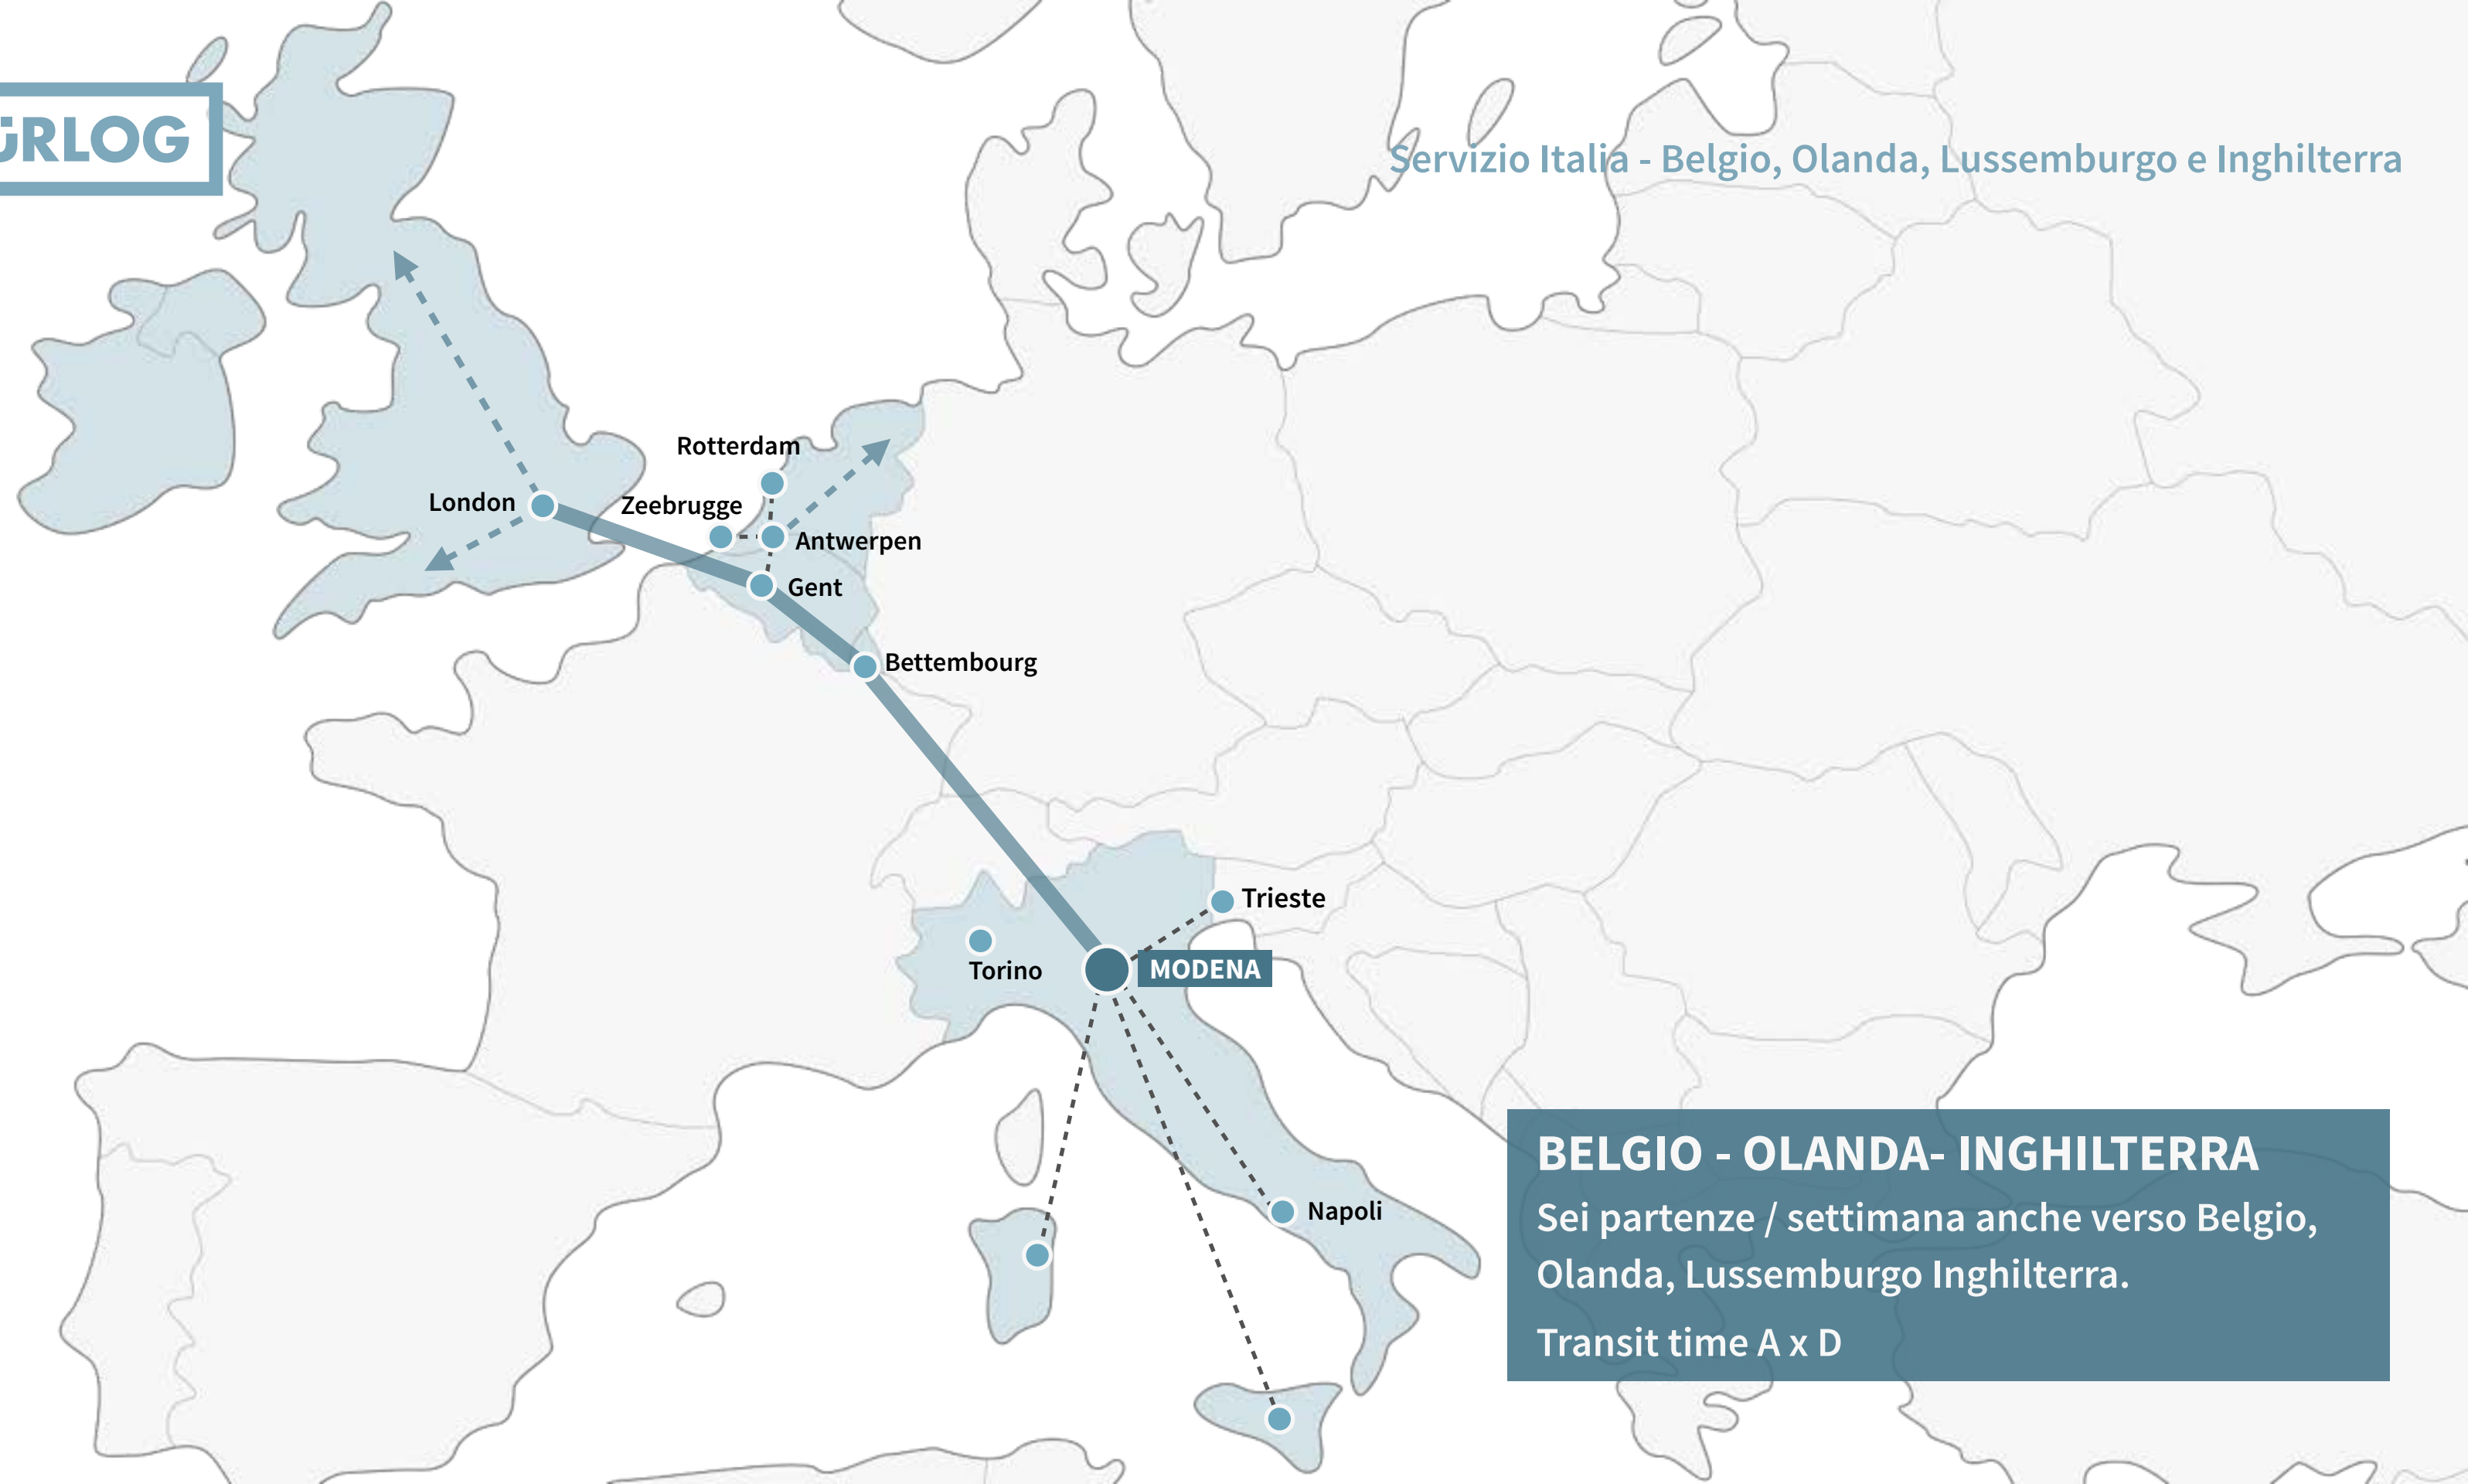 RLOG
Servizio Italia - Belgio, Olanda, Lussemburgo e Inghilterra
Rotterdam
London
Zeebrugge
Antwerpen
Gent
Bettembourg
Trieste
Torino
MODENA
Napoli
BELGIO - OLANDA- INGHILTERRA
Sei partenze / settimana anche verso Belgio,
Olanda, Lussemburgo Inghilterra.
Transit time A x D